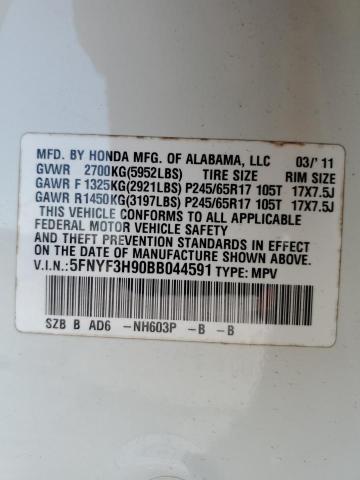 MFD. BY HONDA MFG. OF ALABAMA, LLC 03/'11
GVWR 2700KG(5952LBS) TIRE SIZE RIM SIZE
GAWR F 1325KG(2921LBS) P245/65R17 105T 17X7.5J
GAWR R 1450KG(3197LBS) P245/65R17 105T 17X7.5J
THIS VEHICLE CONFORMS TO ALL APPLICABLE
FEDERAL MOTOR VEHICLE SAFETY
AND THEFT PREVENTION STANDARDS IN EFFECT
ON THE DATE OF MANUFACTURE SHOWN ABOVE.
V.I.N.: 5FNYF3H90BB044591 TYPE: MPV
SZB B AD6 -NH603P -B -B